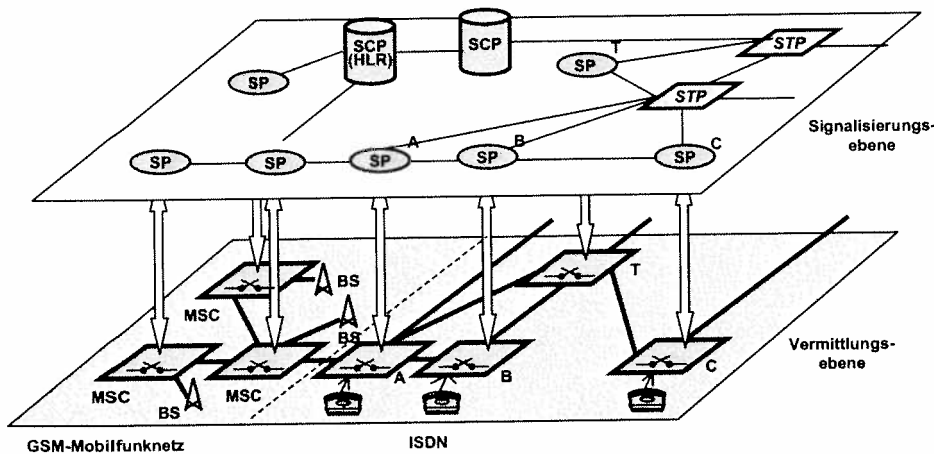 SCP
(HLR)
SCP
T
STP
SP
SP
STP
A
B
C
SP
SP
SP
SP
SP
Signalisierungs-
ebene
BS
T
MSC
BS
BS
Vermittlungs-
ebene
A
B
C
MSC
BS
MSC
GSM-Mobilfunknetz
ISDN